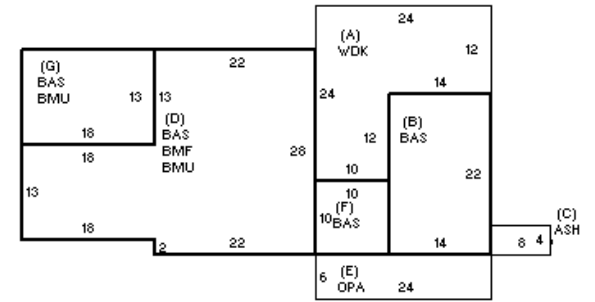 24
(A)
WDK
12
22
14
(G)
BAS
BMU
13
13
24
(D)
BAS
BMF
BMU
(B)
BAS
18
18
12
28
10
22
10
13
10
(F)
BAS
(C)
ASH
18
2
22
14
8
4
6
(E)
OPA
24